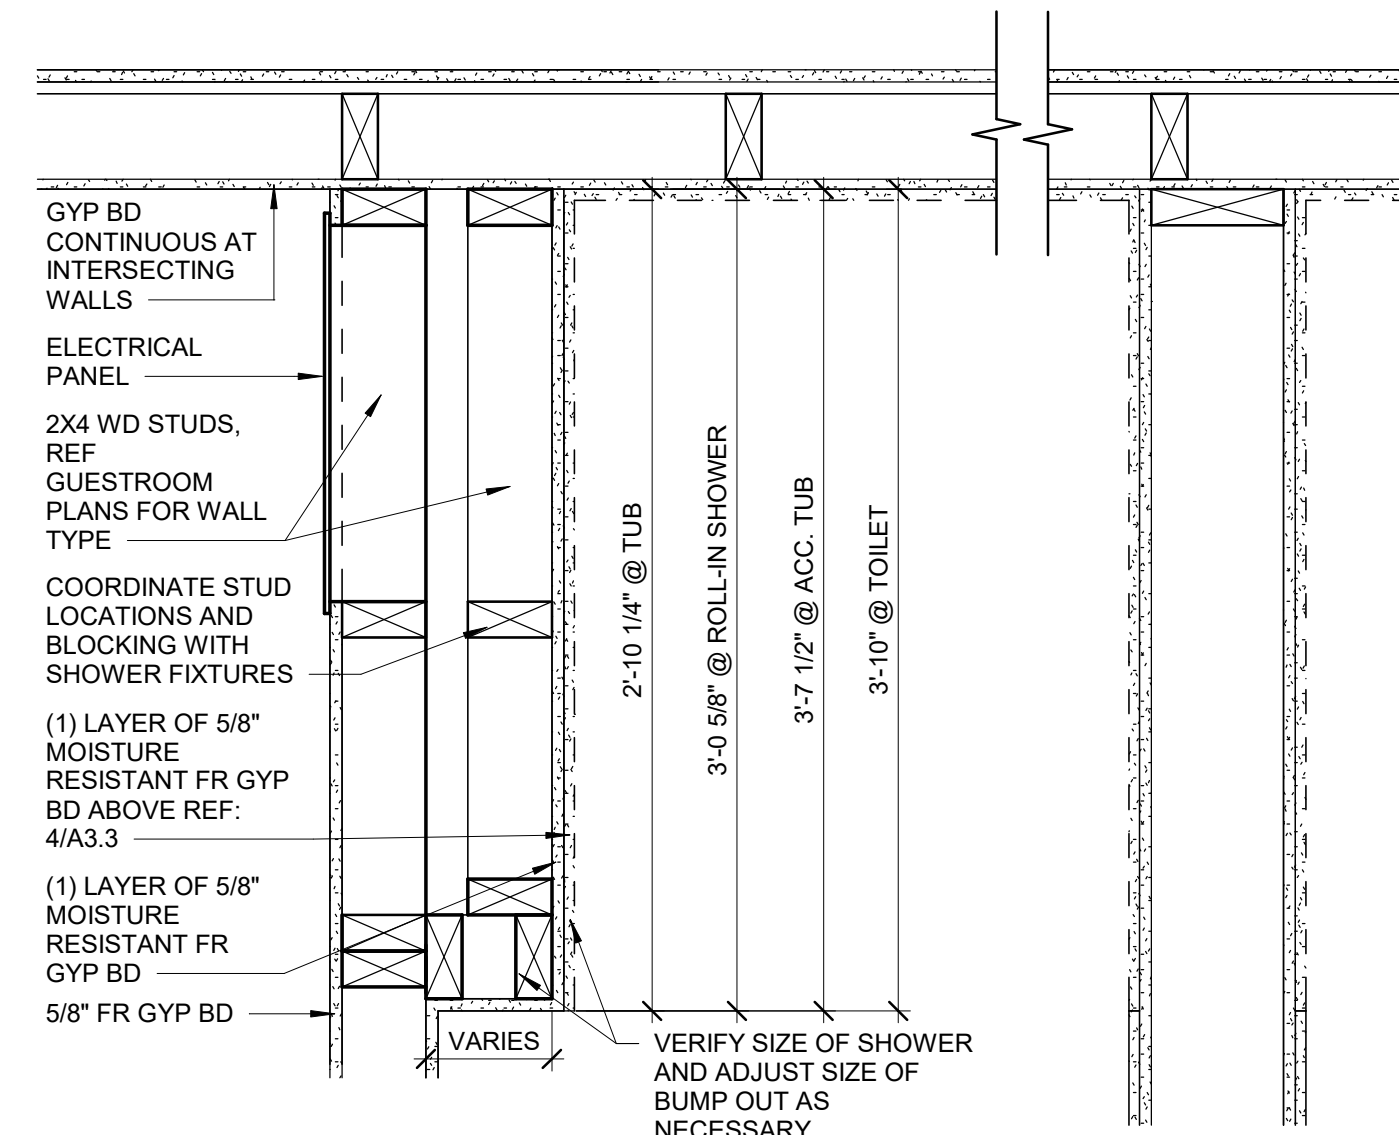 GYP BD
CONTINUOUS AT
INTERSECTING
WALLS
ELECTRICAL
PANEL
2X4 WD STUDS,
REF
GUESTROOM
PLANS FOR WALL
TYPE
COORDINATE STUD
LOCATIONS AND
BLOCKING WITH
SHOWER FIXTURES
(1) LAYER OF 5/8"
MOISTURE
RESISTANT FR GYP
BD ABOVE REF:
4/A3.3
(1) LAYER OF 5/8"
MOISTURE
RESISTANT FR
GYP BD
5/8" FR GYP BD
2'-10 1/4" @ TUB
3'-0 5/8" @ ROLL-IN SHOWER
3'-7 1/2" @ ACC. TUB
3'-10" @ TOILET
VARIES
VERIFY SIZE OF SHOWER
AND ADJUST SIZE OF
BUMP OUT AS
NECESSARY